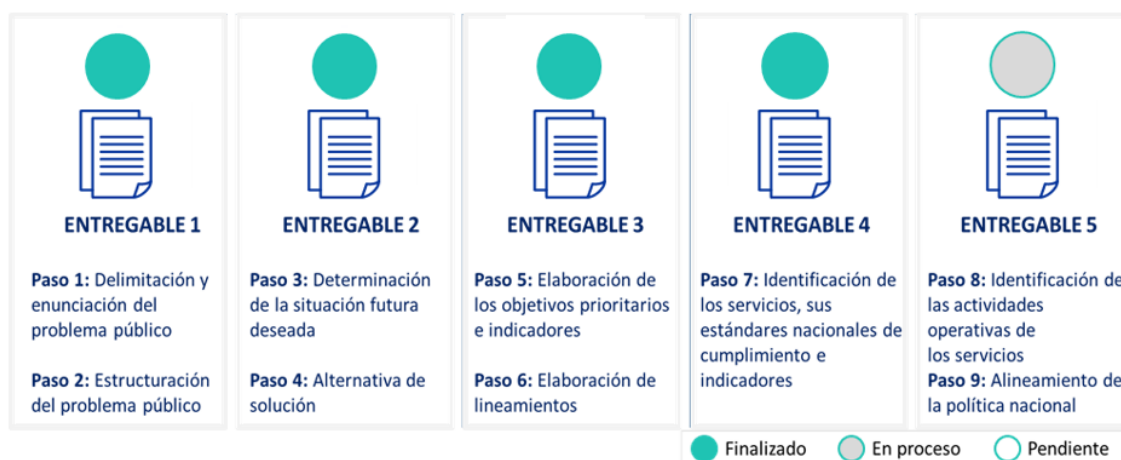 ENTREGABLE 1
Paso 1: Delimitación y
enunciación del
problema público
Paso 2: Estructuración
del problema público
ENTREGABLE 2
Paso 3: Determinación
de la situación futura
deseada
Paso 4: Alternativa de
solución
ENTREGABLE 3
Paso 5: Elaboración de
los objetivos prioritarios
e indicadores
Paso 6: Elaboración de
lineamientos
ENTREGABLE 4
Paso 7: Identificación de
los servicios, sus
estándares nacionales de
cumplimiento e
indicadores
ENTREGABLE 5
Paso 8: Identificación de
las actividades
operativas de
los servicios
Paso 9: Alineamiento de
la política nacional
Finalizado
En proceso
Pendiente